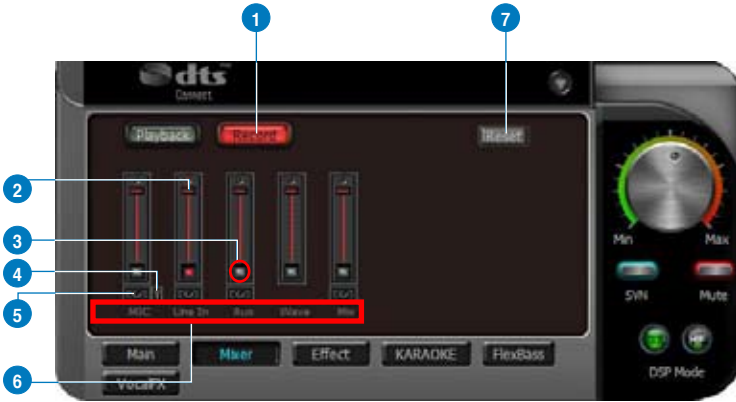 1
7
dts
Connect
Playback
Record
Reset
2
3
4
5
Min
Max
MIC
Line In
Aux
Wave
Mix
SYN
Mute
6
Main
Mixer
Effect
KARAOKE
FlexBass
VocalFX
DSP Mode